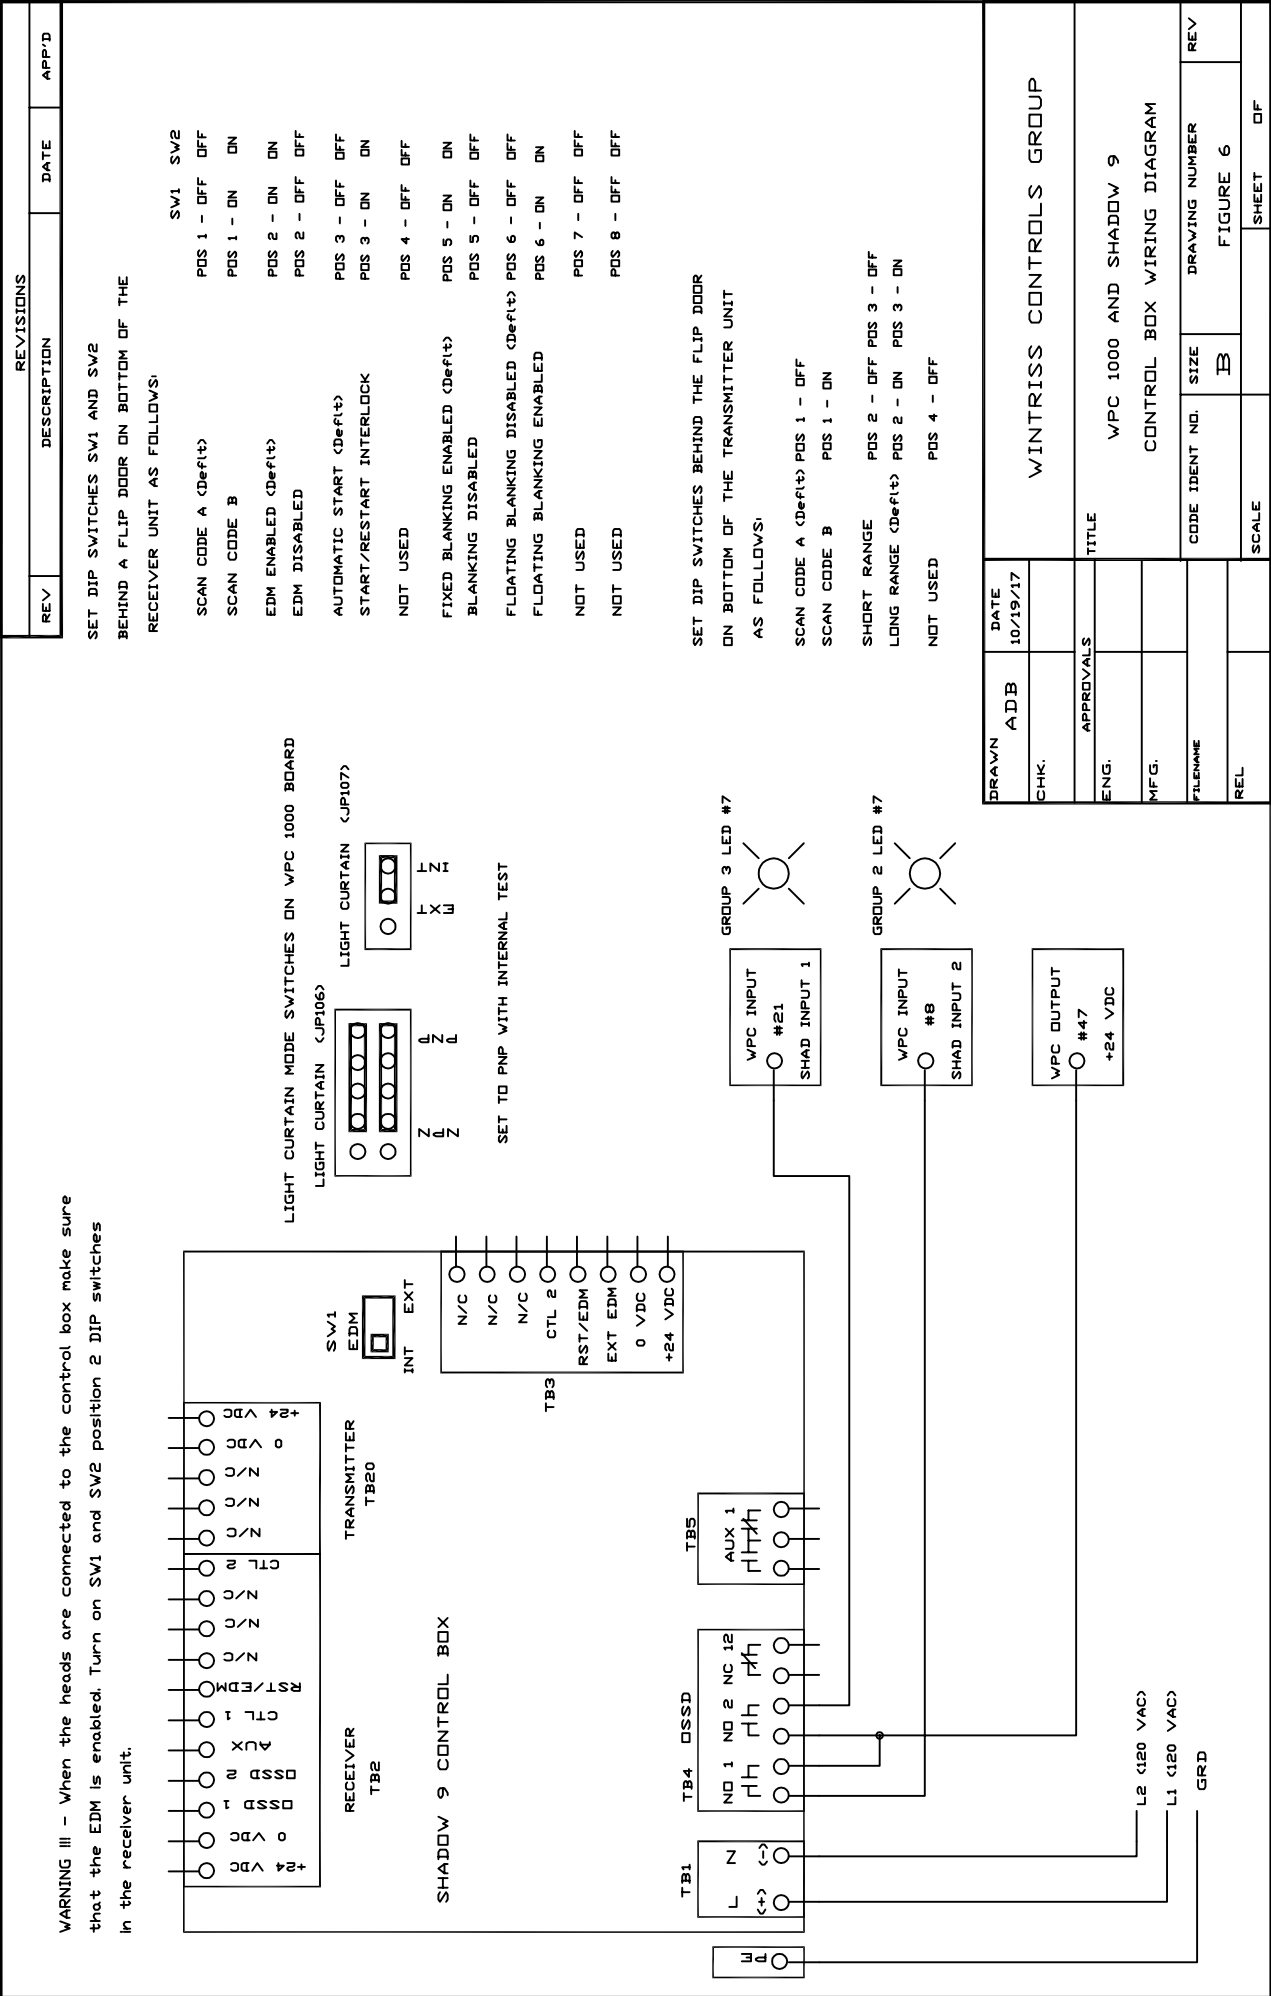 WARNING !!! - When the heads are connected to the control box make sure
that the EDM is enabled. Turn on SW1 and SW2 position 2 DIP switches
in the receiver unit.
REVISIONS
REV DESCRIPTION DATE APP'D
SET DIP SWITCHES SW1 AND SW2
BEHIND A FLIP DOOR ON BOTTOM OF THE
RECEIVER UNIT AS FOLLOWS:
SW1 SW2
SCAN CODE A (Deflt) POS 1 - OFF OFF
SCAN CODE B POS 1 - ON ON
EDM ENABLED (Deflt) POS 2 - ON ON
EDM DISABLED POS 2 - OFF OFF
AUTOMATIC START (Deflt) POS 3 - OFF OFF
START/RESTART INTERLOCK POS 3 - ON ON
NOT USED POS 4 - OFF OFF
FIXED BLANKING ENABLED (Deflt) POS 5 - ON ON
BLANKING DISABLED POS 5 - OFF OFF
FLOATING BLANKING DISABLED (Deflt) POS 6 - OFF OFF
FLOATING BLANKING ENABLED POS 6 - ON ON
NOT USED POS 7 - OFF OFF
NOT USED POS 8 - OFF OFF
SET DIP SWITCHES BEHIND THE FLIP DOOR
ON BOTTOM OF THE TRANSMITTER UNIT
AS FOLLOWS:
SCAN CODE A (Deflt) POS 1 - OFF
SCAN CODE B POS 1 - ON
SHORT RANGE POS 2 - OFF POS 3 - OFF
LONG RANGE (Deflt) POS 2 - ON POS 3 - ON
NOT USED POS 4 - OFF
+24 VDC
0 VDC
OSSD 1
OSSD 2
AUX
CTL 1
RST/EDM
N/C
N/C
N/C
CTL 2
N/C
N/C
N/C
0 VDC
+24 VDC
RECEIVER
TB2
TRANSMITTER
TB20
SW1
EDM
INT EXT
SHADOW 9 CONTROL BOX
TB3
N/C
N/C
N/C
CTL 2
RST/EDM
EXT EDM
0 VDC
+24 VDC
LIGHT CURTAIN MODE SWITCHES ON WPC 1000 BOARD
LIGHT CURTAIN (JP106)
NPN PNP
LIGHT CURTAIN (JP107)
EXT INT
SET TO PNP WITH INTERNAL TEST
PE
TB1
L N
(+) (-)
TB4 OSSD
NO 1 NO 2 NC 12
TB5
AUX 1
WPC INPUT
#21
SHAD INPUT 1
GROUP 3 LED #7
WPC INPUT
#8
SHAD INPUT 2
GROUP 2 LED #7
WPC OUTPUT
#47
+24 VDC
L2 (120 VAC)
L1 (120 VAC)
GRD
DRAWN ADB
DATE
10/19/17
CHK.
APPROVALS
ENG.
MFG.
FILENAME
REL
WINTRISS CONTROLS GROUP
TITLE
WPC 1000 AND SHADOW 9
CONTROL BOX WIRING DIAGRAM
CODE IDENT NO. SIZE DRAWING NUMBER REV
B FIGURE 6
SCALE SHEET OF